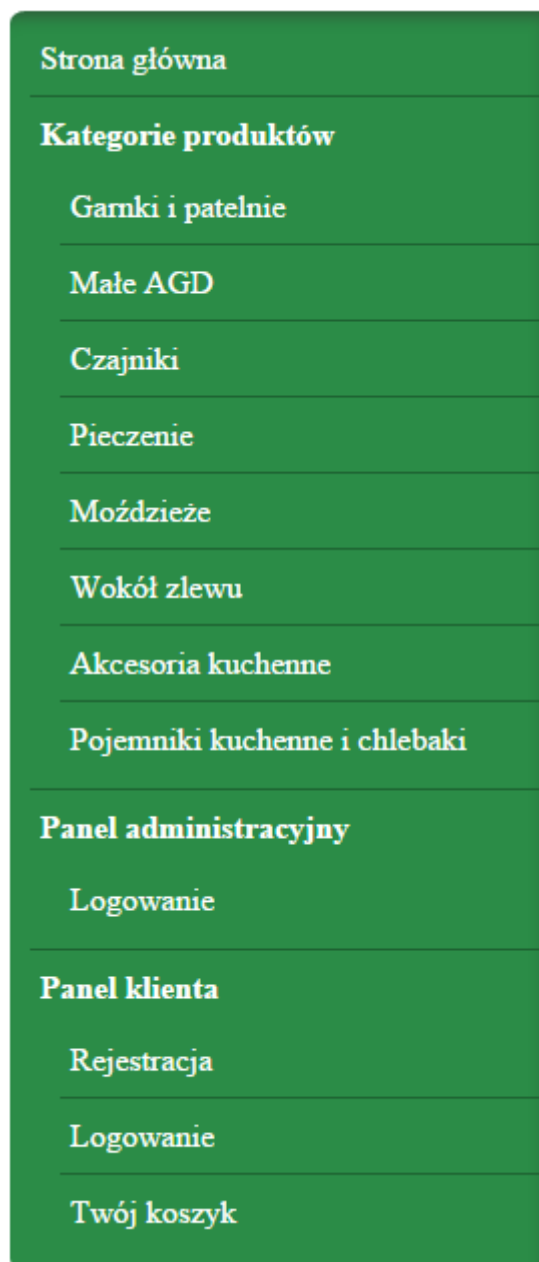 Strona główna
Kategorie produktów
Garnki i patelnie
Małe AGD
Czajniki
Pieczenie
Moździeże
Wokół zlewu
Akcesoria kuchenne
Pojemniki kuchenne i chlebaki
Panel administracyjny
Logowanie
Panel klienta
Rejestracja
Logowanie
Twój koszyk